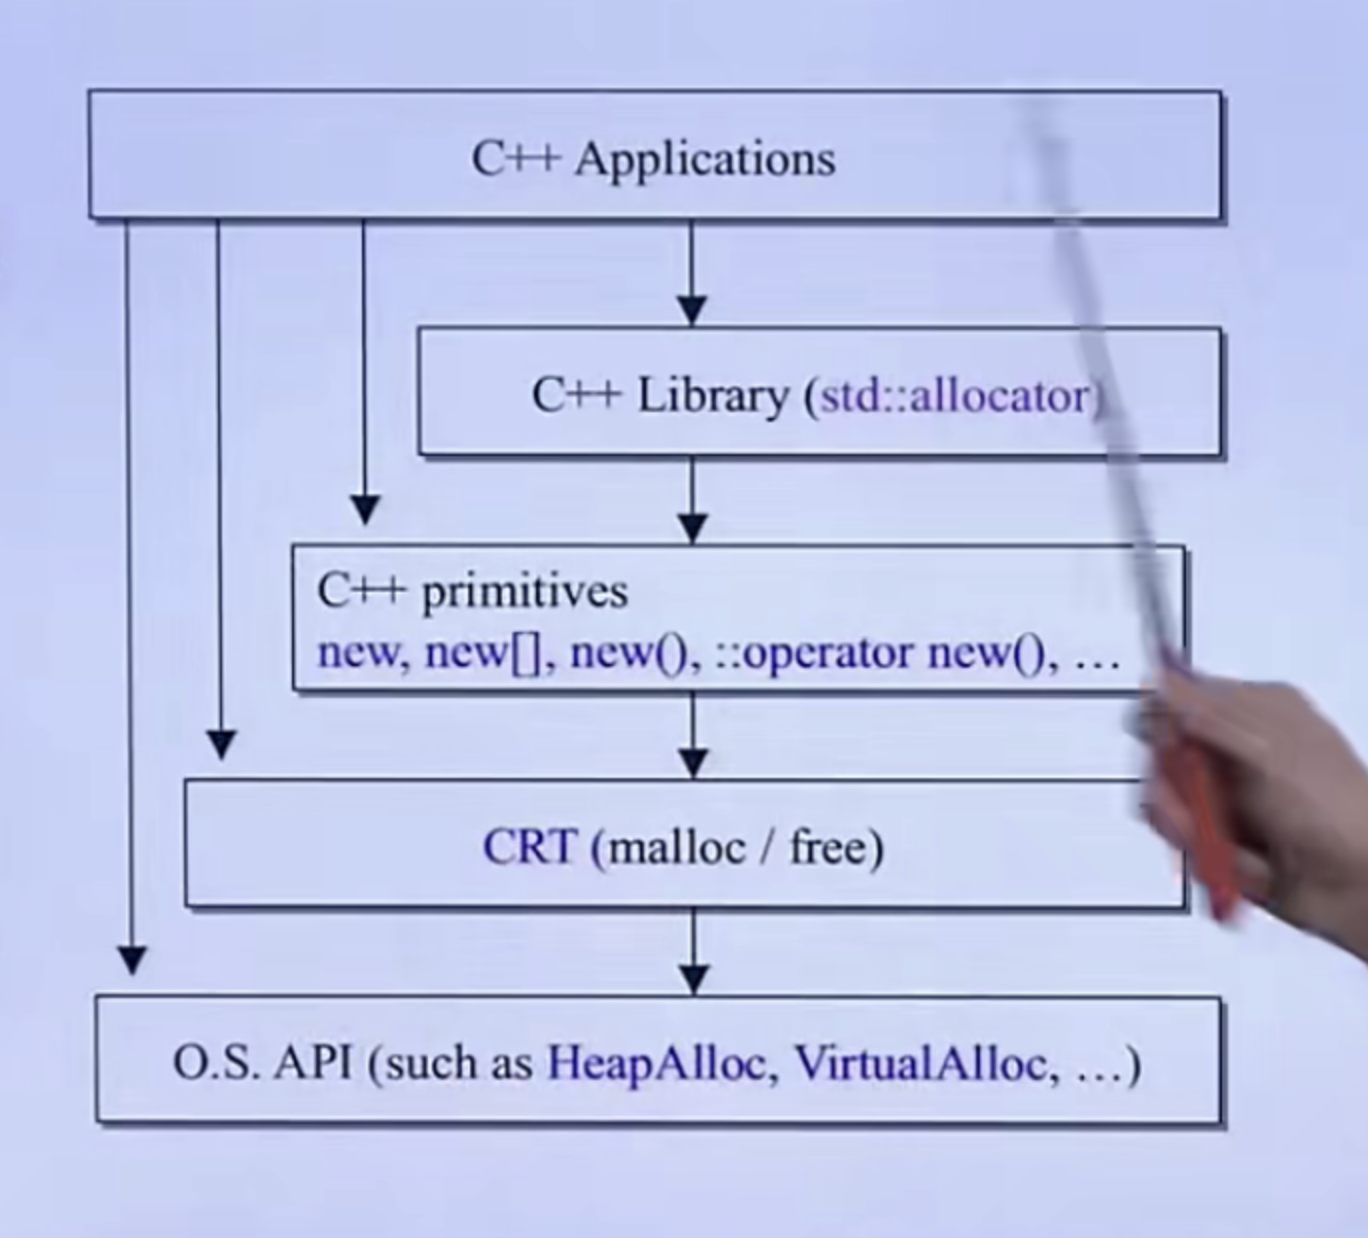 C++ Applications
C++ Library (std::allocator)
C++ primitives
new, new[], new(), ::operator new(), …
CRT (malloc / free)
O.S. API (such as HeapAlloc, VirtualAlloc, …)